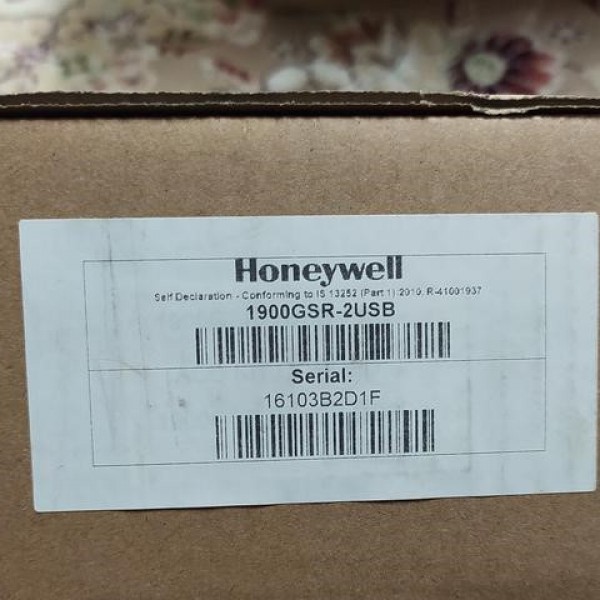 Honeywell
Self Declaration - Conforming to IS 13252 (Part 1):2010, R-41001937
1900GSR-2USB
Serial:
16103B2D1F